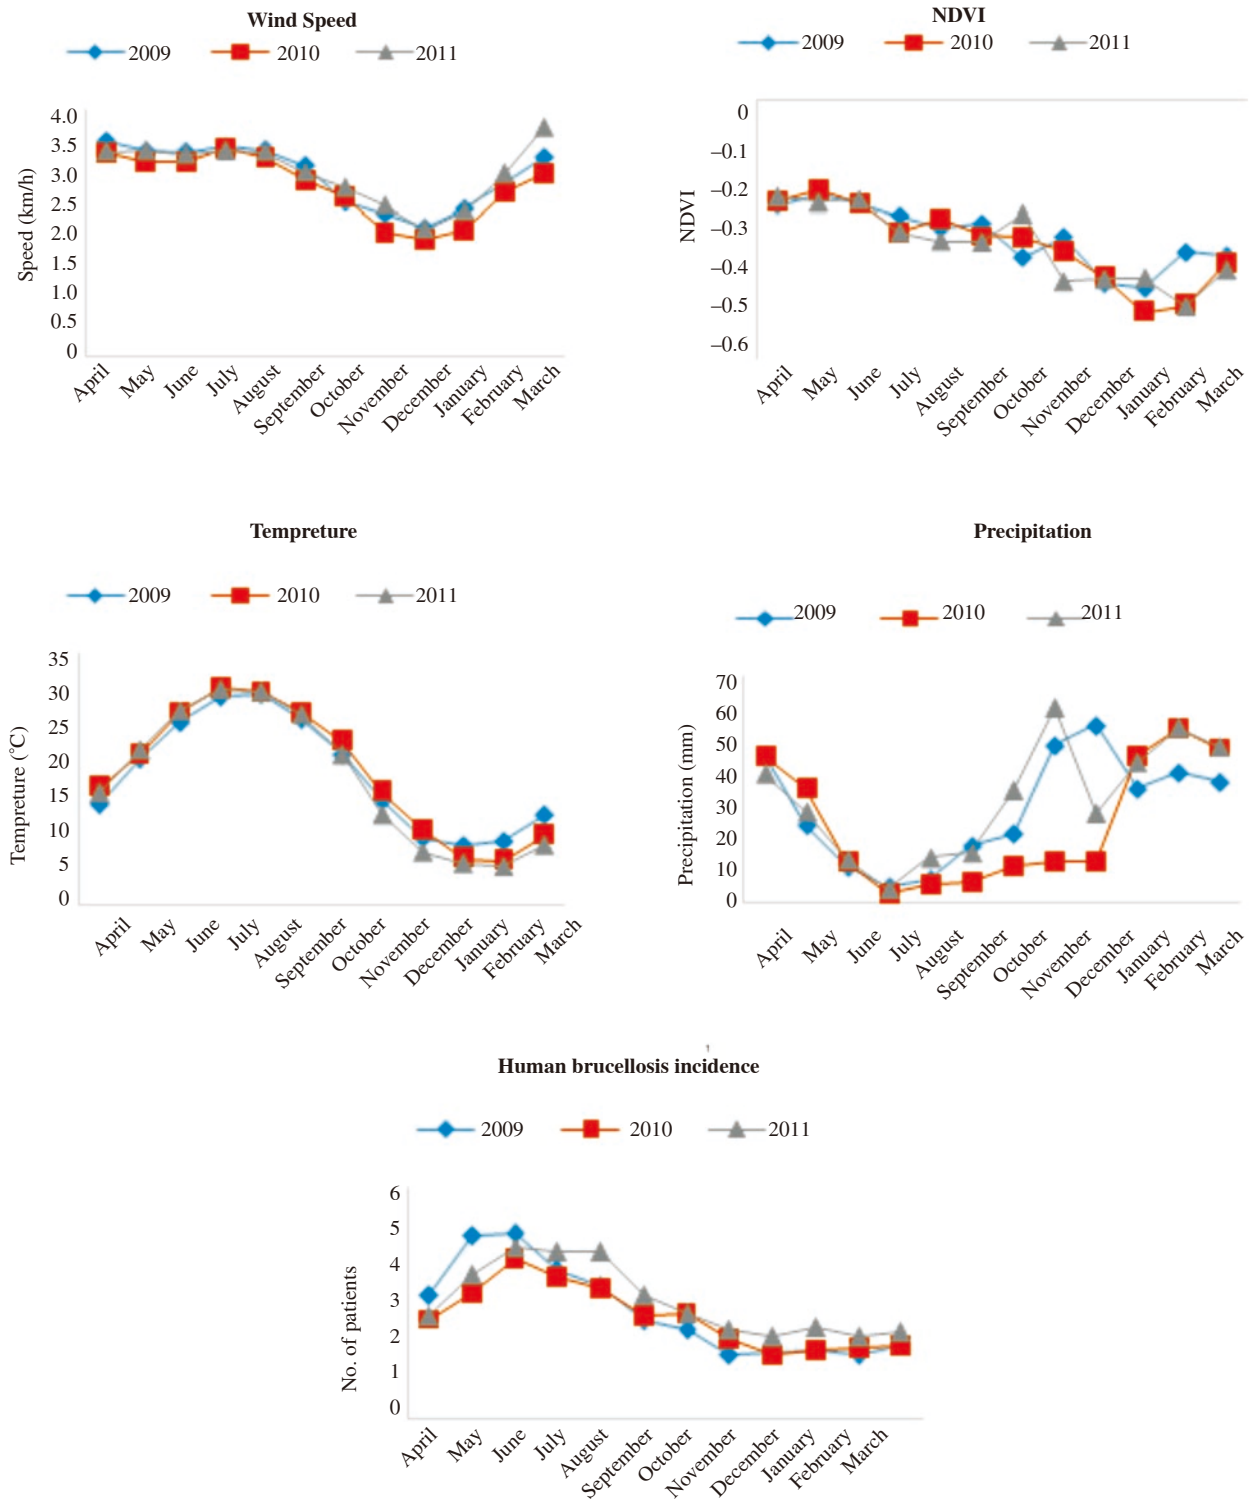 Wind Speed
2009 2010 2011
Speed (km/h)
4.0
3.5
3.0
2.5
2.0
1.5
1.0
0.5
0
April May June July August September October November December January February March
NDVI
2009 2010 2011
NDVI
0
–0.1
–0.2
–0.3
–0.4
–0.5
–0.6
April May June July August September October November December January February March
Tempreture
2009 2010 2011
Tempreture (°C)
35
30
25
20
15
10
5
0
April May June July August September October November December January February March
Precipitation
2009 2010 2011
Precipitation (mm)
70
60
50
40
30
20
10
0
April May June July August September October November December January February March
Human brucellosis incidence
2009 2010 2011
No. of patients
6
5
4
3
2
1
0
April May June July August September October November December January February March